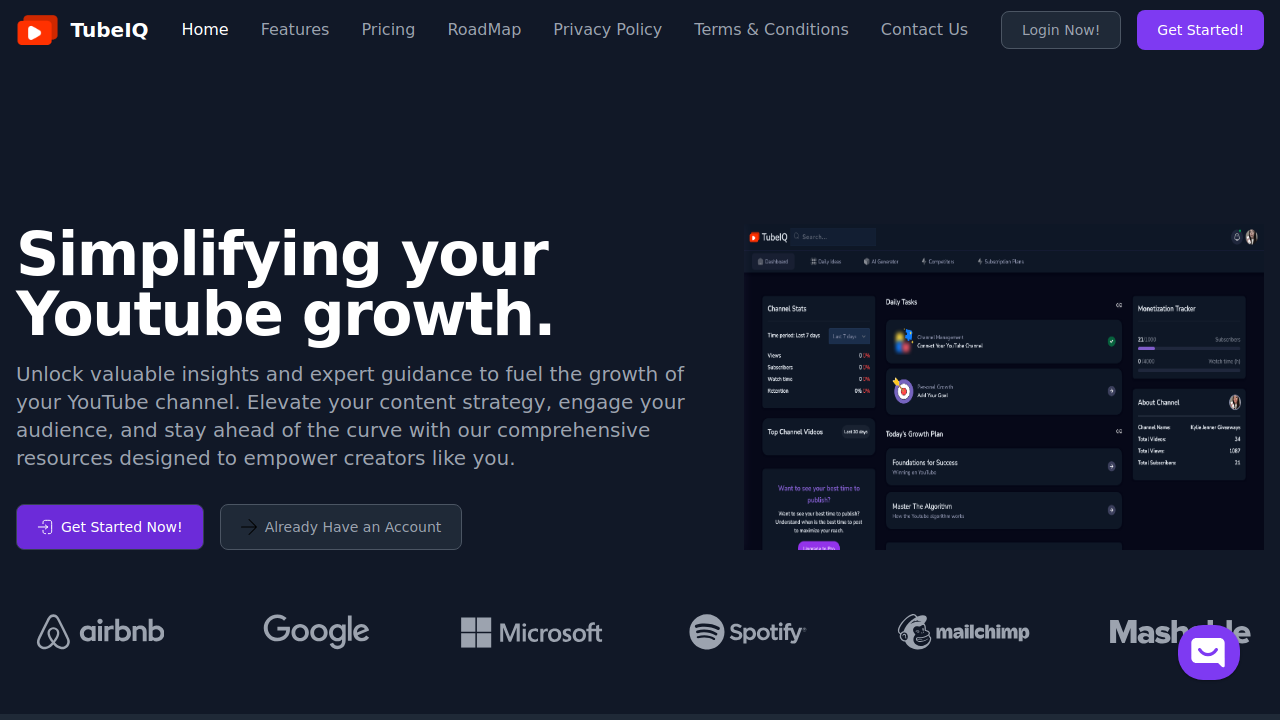 TubeIQ
Home
Features
Pricing
RoadMap
Privacy Policy
Terms & Conditions
Contact Us
Login Now!
Get Started!
Simplifying your
Youtube growth.
Unlock valuable insights and expert guidance to fuel the growth of
your YouTube channel. Elevate your content strategy, engage your
audience, and stay ahead of the curve with our comprehensive
resources designed to empower creators like you.
Get Started Now!
Already Have an Account
TubeIQ
Search...
Dashboard
Daily Ideas
AI Generator
Competitors
Subscription Plans
Channel Stats
Time period: Last 7 days
Last 7 days
Views 0 0%
Subscribers 0 0%
Watch time 0 0%
Retention 0% 0%
Top Channel Videos
Last 30 days
Want to see your best time to
publish?
Want to see your best time to publish?
Understand when is the best time to post
to maximize your reach.
Daily Tasks
Channel Management
Connect Your YouTube Channel
Personal Growth
Add Your Goal
Today's Growth Plan
Foundations for Success
Winning on YouTube
Master The Algorithm
How the Youtube Algorithm works
Monetization Tracker
31/1000 Subscribers
0/4000 Watch time (h)
About Channel
Channel Name: Kylie Jenner Giveaways
Total Videos: 34
Total Views: 1087
Total Subscribers: 31
airbnb
Google
Microsoft
Spotify
mailchimp